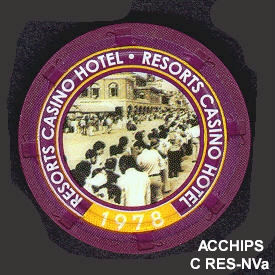 RESORTS CASINO HOTEL • RESORTS CASINO HOTEL
1978
ACCHIPS
C RES-NVa